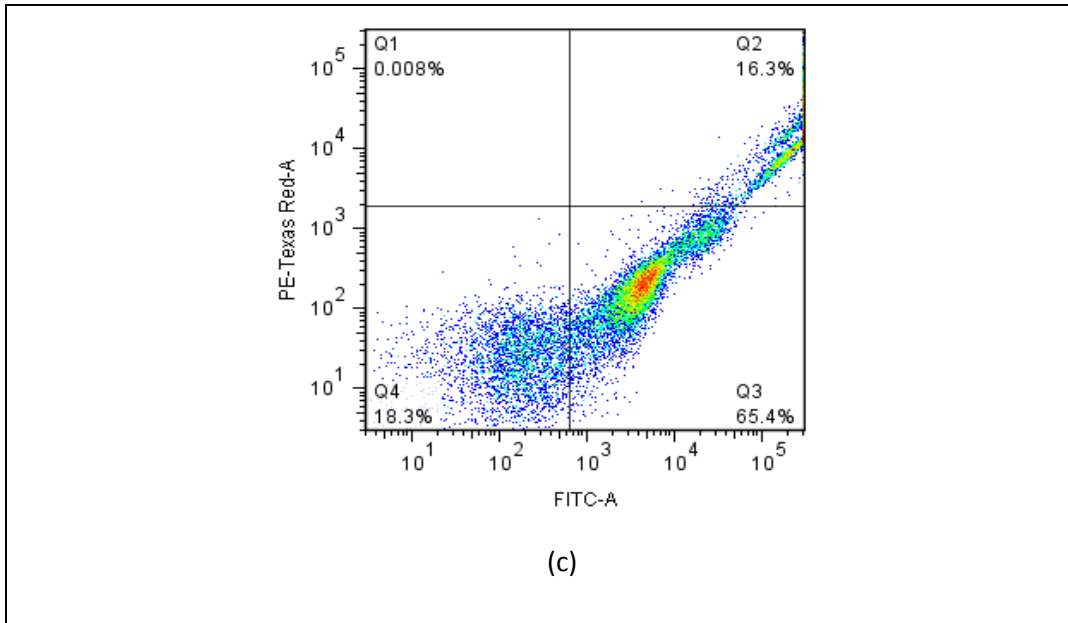 Q1
0.008%
Q2
16.3%
10^5
10^4
10^3
10^2
10^1
PE-Texas Red-A
Q4
18.3%
Q3
65.4%
10^1 10^2 10^3 10^4 10^5
FITC-A
(c)